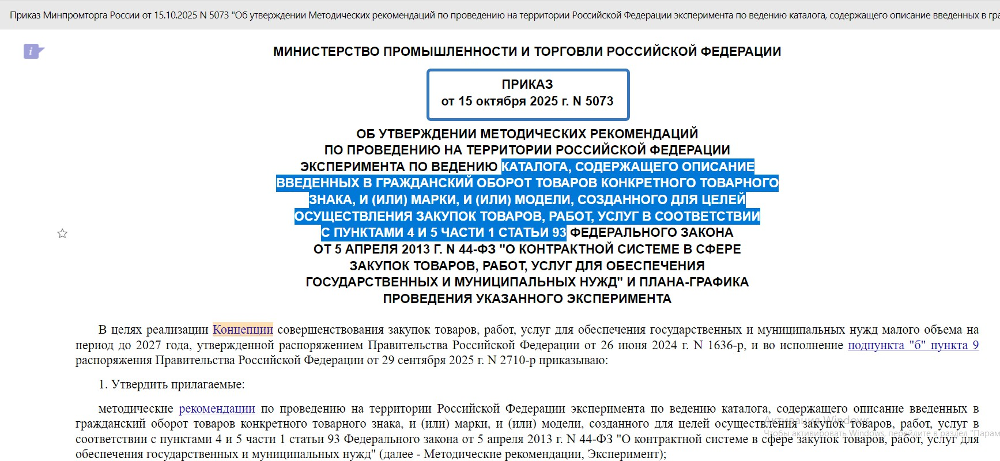 Приказ Минпромторга России от 15.10.2025 N 5073 "Об утверждении Методических рекомендаций по проведению на территории Российской Федерации эксперимента по ведению каталога, содержащего описание введенных в гра
i
МИНИСТЕРСТВО ПРОМЫШЛЕННОСТИ И ТОРГОВЛИ РОССИЙСКОЙ ФЕДЕРАЦИИ
ПРИКАЗ
от 15 октября 2025 г. N 5073
ОБ УТВЕРЖДЕНИИ МЕТОДИЧЕСКИХ РЕКОМЕНДАЦИЙ
ПО ПРОВЕДЕНИЮ НА ТЕРРИТОРИИ РОССИЙСКОЙ ФЕДЕРАЦИИ
ЭКСПЕРИМЕНТА ПО ВЕДЕНИЮ КАТАЛОГА, СОДЕРЖАЩЕГО ОПИСАНИЕ
ВВЕДЕННЫХ В ГРАЖДАНСКИЙ ОБОРОТ ТОВАРОВ КОНКРЕТНОГО ТОВАРНОГО
ЗНАКА, И (ИЛИ) МАРКИ, И (ИЛИ) МОДЕЛИ, СОЗДАННОГО ДЛЯ ЦЕЛЕЙ
ОСУЩЕСТВЛЕНИЯ ЗАКУПОК ТОВАРОВ, РАБОТ, УСЛУГ В СООТВЕТСТВИИ
С ПУНКТАМИ 4 И 5 ЧАСТИ 1 СТАТЬИ 93 ФЕДЕРАЛЬНОГО ЗАКОНА
ОТ 5 АПРЕЛЯ 2013 Г. N 44-ФЗ "О КОНТРАКТНОЙ СИСТЕМЕ В СФЕРЕ
ЗАКУПОК ТОВАРОВ, РАБОТ, УСЛУГ ДЛЯ ОБЕСПЕЧЕНИЯ
ГОСУДАРСТВЕННЫХ И МУНИЦИПАЛЬНЫХ НУЖД" И ПЛАНА-ГРАФИКА
ПРОВЕДЕНИЯ УКАЗАННОГО ЭКСПЕРИМЕНТА
В целях реализации Концепции совершенствования закупок товаров, работ, услуг для обеспечения государственных и муниципальных нужд малого объема на
период до 2027 года, утвержденной распоряжением Правительства Российской Федерации от 26 июня 2024 г. N 1636-р, и во исполнение подпункта "б" пункта 9
распоряжения Правительства Российской Федерации от 29 сентября 2025 г. N 2710-р приказываю:
1. Утвердить прилагаемые:
методические рекомендации по проведению на территории Российской Федерации эксперимента по ведению каталога, содержащего описание введенных в
гражданский оборот товаров конкретного товарного знака, и (или) марки, и (или) модели, созданного для целей осуществления закупок товаров, работ, услуг в
соответствии с пунктами 4 и 5 части 1 статьи 93 Федерального закона от 5 апреля 2013 г. N 44-ФЗ "О контрактной системе в сфере закупок товаров, работ, услуг для
обеспечения государственных и муниципальных нужд" (далее - Методические рекомендации, Эксперимент);
Активация Windows
Чтобы активировать Windows, перейдите в раздел "Парам